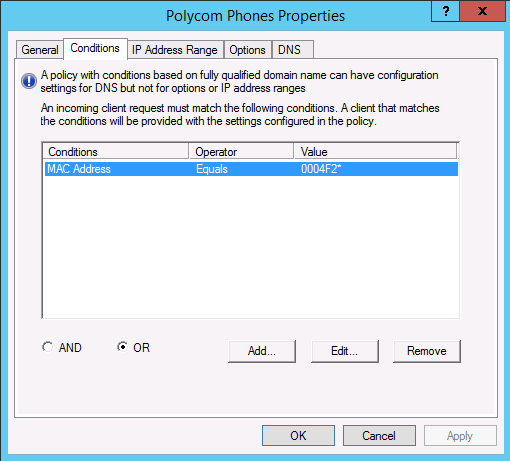 Polycom Phones Properties
?
x
General
Conditions
IP Address Range
Options
DNS
A policy with conditions based on fully qualified domain name can have configuration
settings for DNS but not for options or IP address ranges
An incoming client request must match the following conditions. A client that matches
the conditions will be provided with the settings configured in the policy.
Conditions Operator Value
MAC Address Equals 0004F2*
AND OR Add... Edit... Remove
OK Cancel Apply